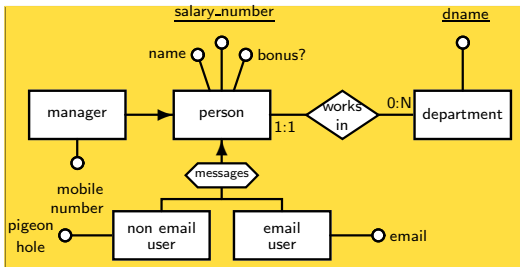 salary_number
dname
name
bonus?
manager
person
works
in
0:N
department
1:1
messages
mobile
number
pigeon
hole
non email
user
email
user
email